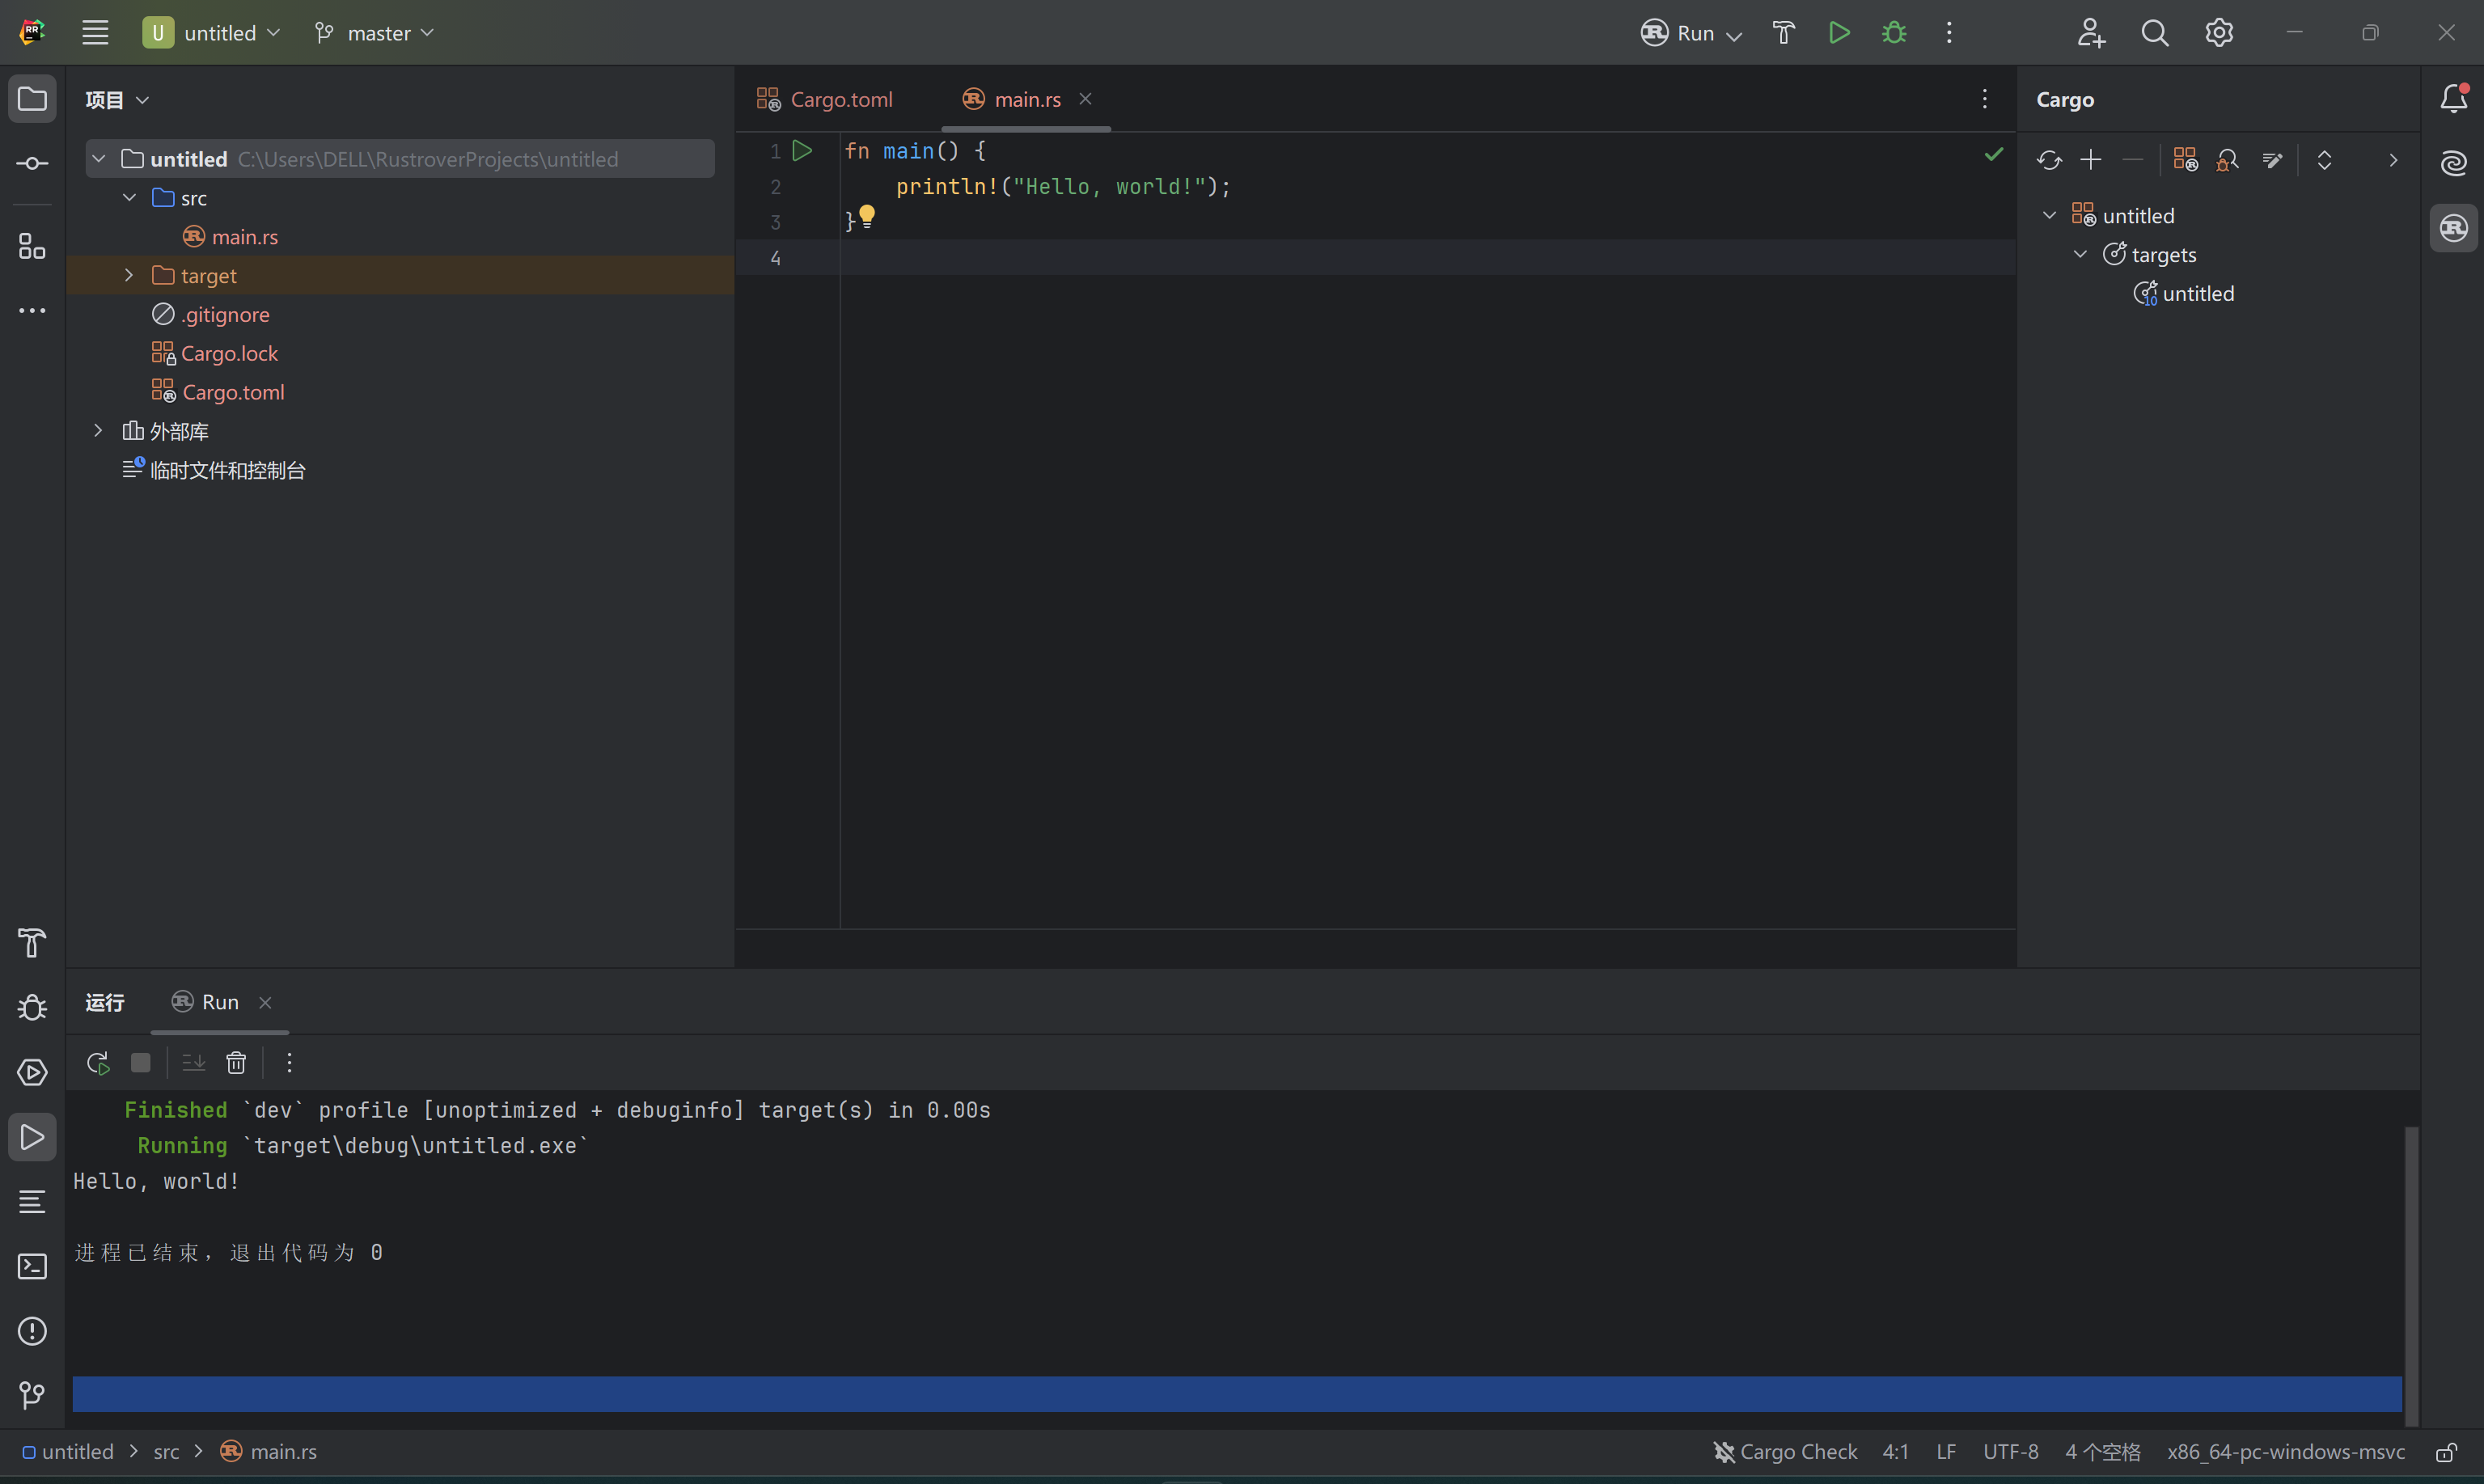 RR
U untitled
master
Run
项目
untitled C:\Users\DELL\RustroverProjects\untitled
src
main.rs
target
.gitignore
Cargo.lock
Cargo.toml
外部库
临时文件和控制台
Cargo.toml
main.rs
1 fn main() {
2 println!("Hello, world!");
3 }
4
Cargo
untitled
targets
untitled
运行
Run
Finished `dev` profile [unoptimized + debuginfo] target(s) in 0.00s
Running `target\debug\untitled.exe`
Hello, world!
进程已结束，退出代码为 0
untitled > src > main.rs
Cargo Check 4:1 LF UTF-8 4 个空格 x86_64-pc-windows-msvc